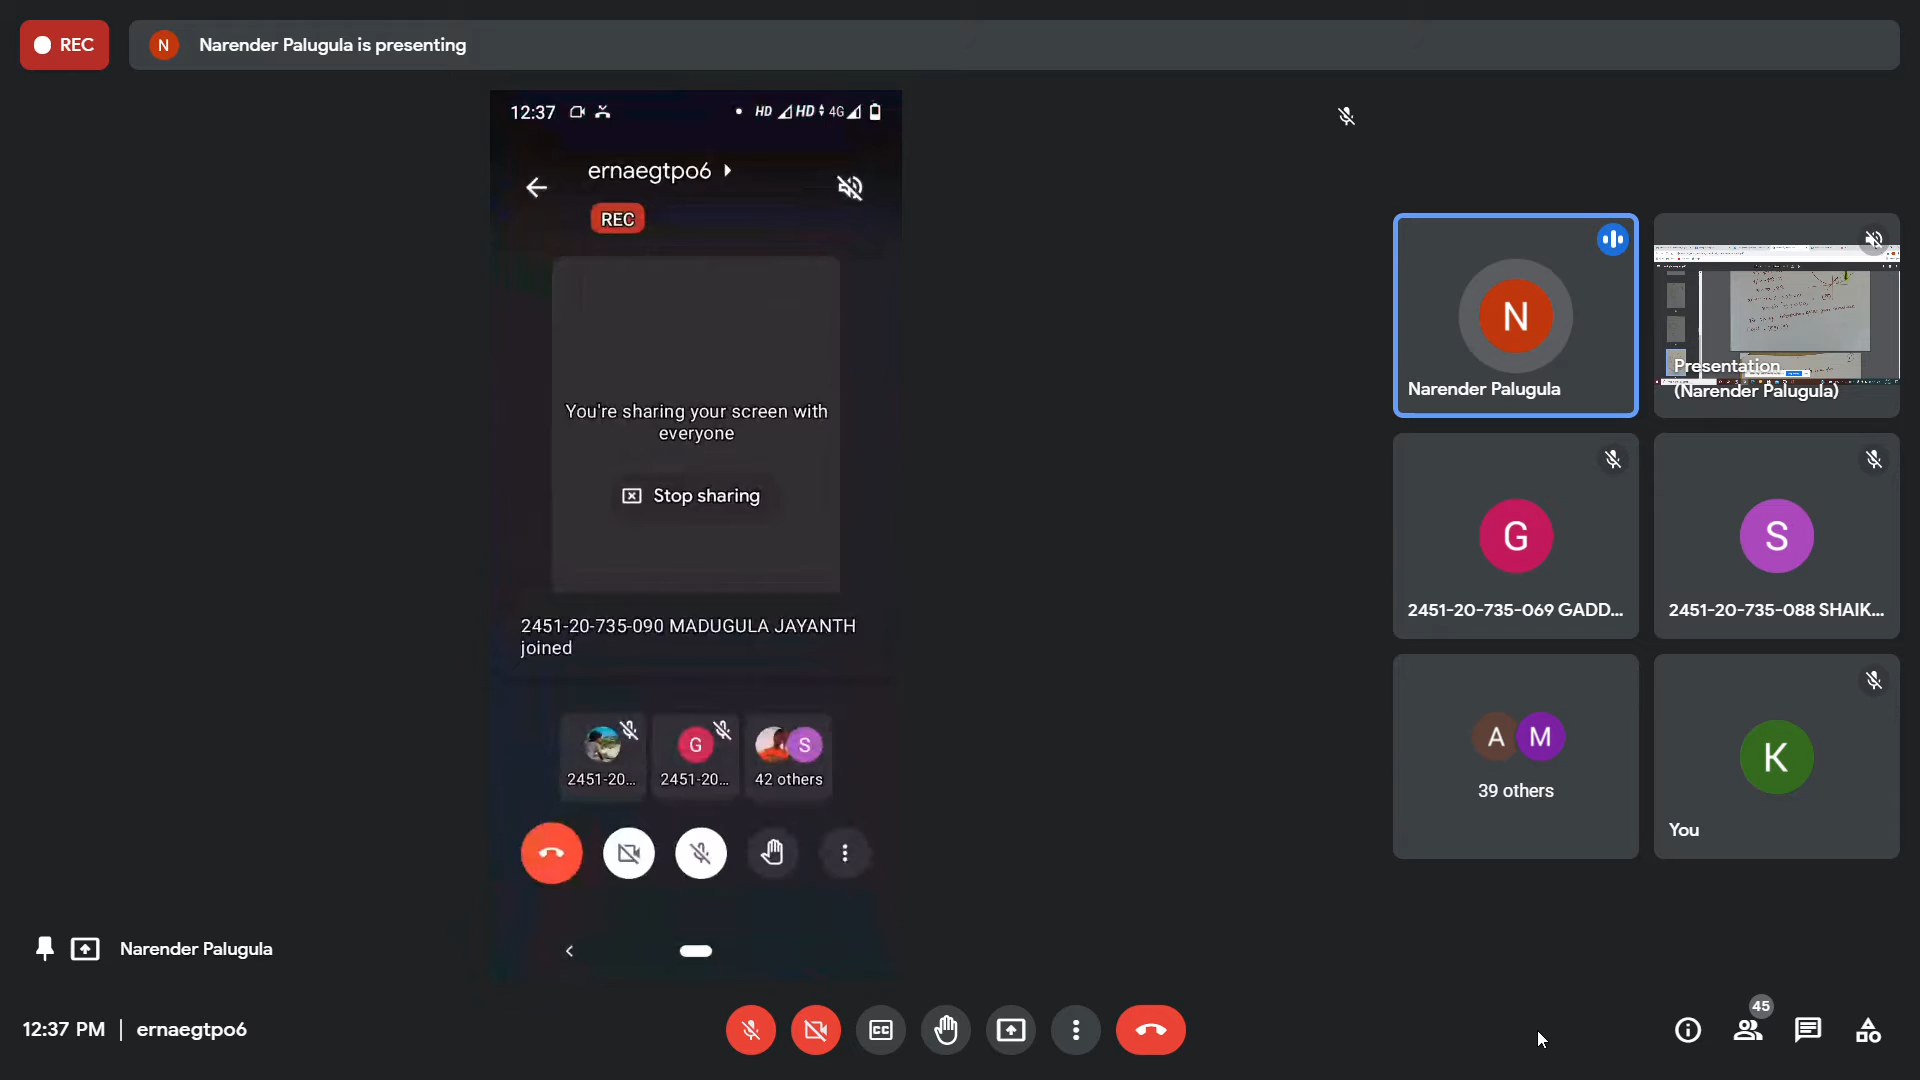 REC
N
Narender Palugula is presenting
12:37
HD HD 4G
ernaegtpo6
REC
You're sharing your screen with
everyone
Stop sharing
2451-20-735-090 MADUGULA JAYANTH
joined
G
S
2451-20...
2451-20...
42 others
N
Narender Palugula
Presentation
(Narender Palugula)
G
2451-20-735-069 GADD...
S
2451-20-735-088 SHAIK...
A
M
39 others
K
You
Narender Palugula
12:37 PM | ernaegtpo6
CC
45